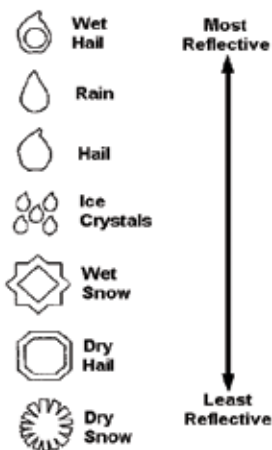 Wet
Hail
Most
Reflective
Rain
Hail
Ice
Crystals
Wet
Snow
Dry
Hail
Least
Reflective
Dry
Snow